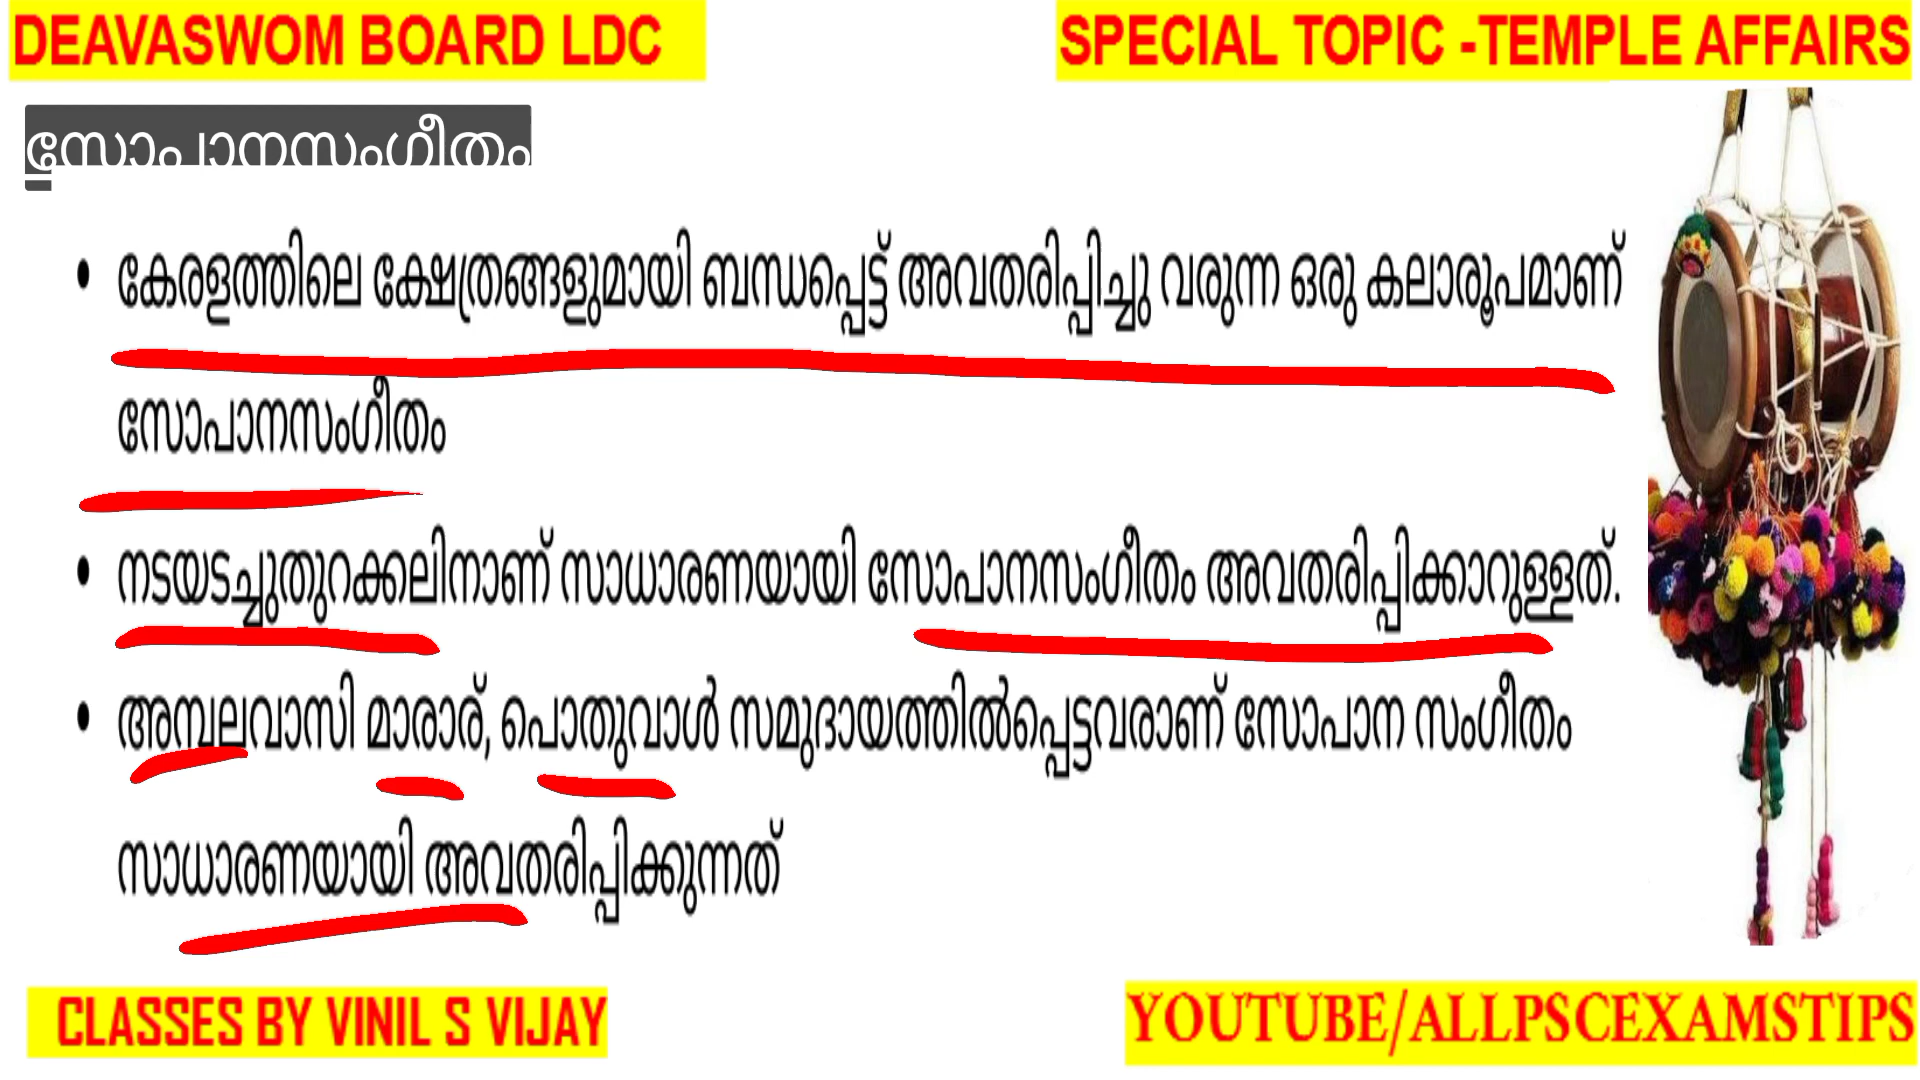 DEAVASWOM BOARD LDC
SPECIAL TOPIC -TEMPLE AFFAIRS
സോപാനസംഗീതം
• കേരളത്തിലെ ക്ഷേത്രങ്ങളുമായി ബന്ധപ്പെട്ട് അവതരിപ്പിച്ചു വരുന്ന ഒരു കലാരൂപമാണ്
സോപാനസംഗീതം
• നടയടച്ചുതുറക്കലിനാണ് സാധാരണയായി സോപാനസംഗീതം അവതരിപ്പിക്കാറുള്ളത്.
• അമ്പലവാസി മാരാര്, പൊതുവാൾ സമുദായത്തിൽപ്പെട്ടവരാണ് സോപാന സംഗീതം
സാധാരണയായി അവതരിപ്പിക്കുന്നത്
CLASSES BY VINIL S VIJAY
YOUTUBE/ALLPSCEXAMSTIPS